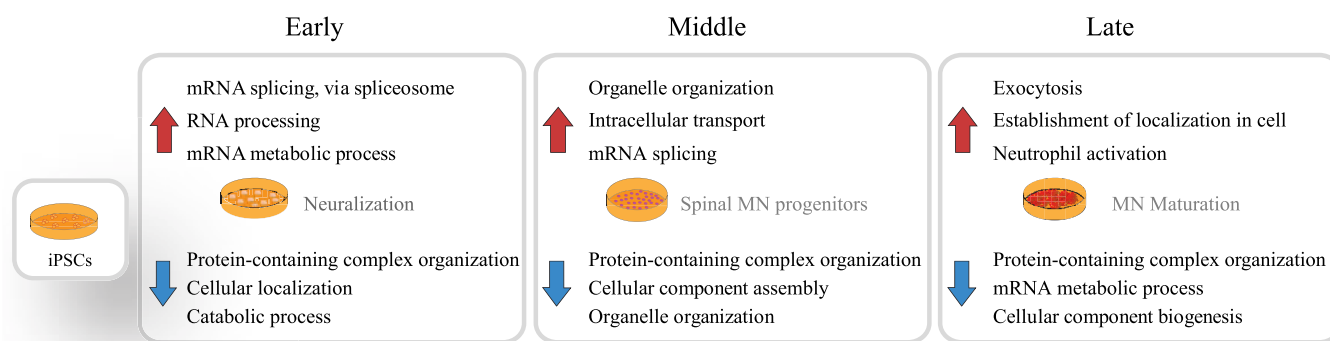 Early
Middle
Late
mRNA splicing, via spliceosome
RNA processing
mRNA metabolic process
Neuralization
Protein-containing complex organization
Cellular localization
Catabolic process
Organelle organization
Intracellular transport
mRNA splicing
Spinal MN progenitors
Protein-containing complex organization
Cellular component assembly
Organelle organization
Exocytosis
Establishment of localization in cell
Neutrophil activation
MN Maturation
Protein-containing complex organization
mRNA metabolic process
Cellular component biogenesis
iPSCs